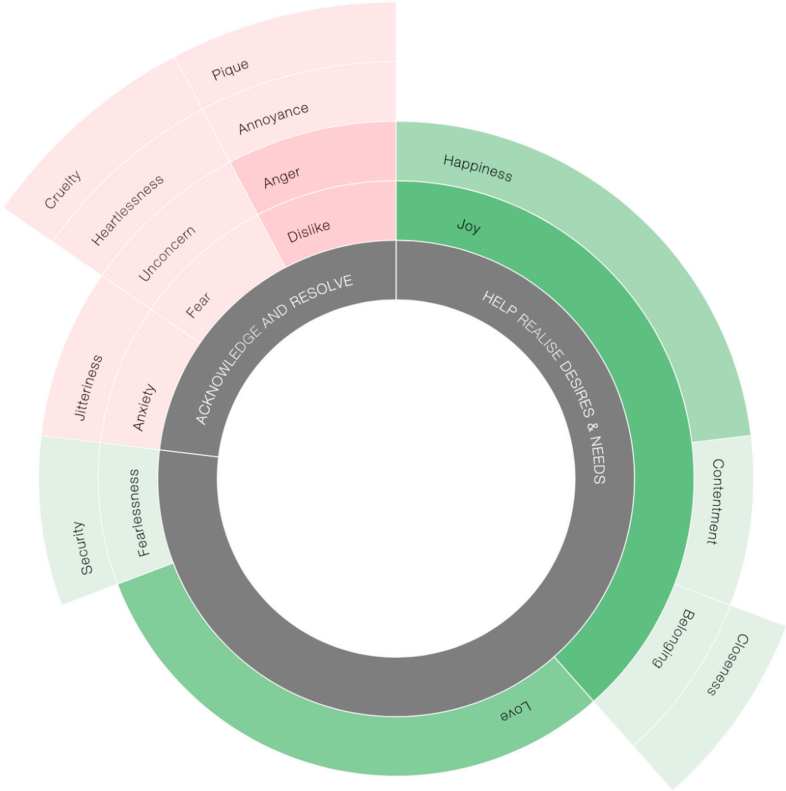 Pique
Annoyance
Anger
Dislike
Cruelty
Heartlessness
Unconcern
Fear
Jitteriness
Anxiety
ACKNOWLEDGE AND RESOLVE
Happiness
Joy
HELP REALISE DESIRES & NEEDS
Contentment
Belonging
Closeness
Love
Fearlessness
Security